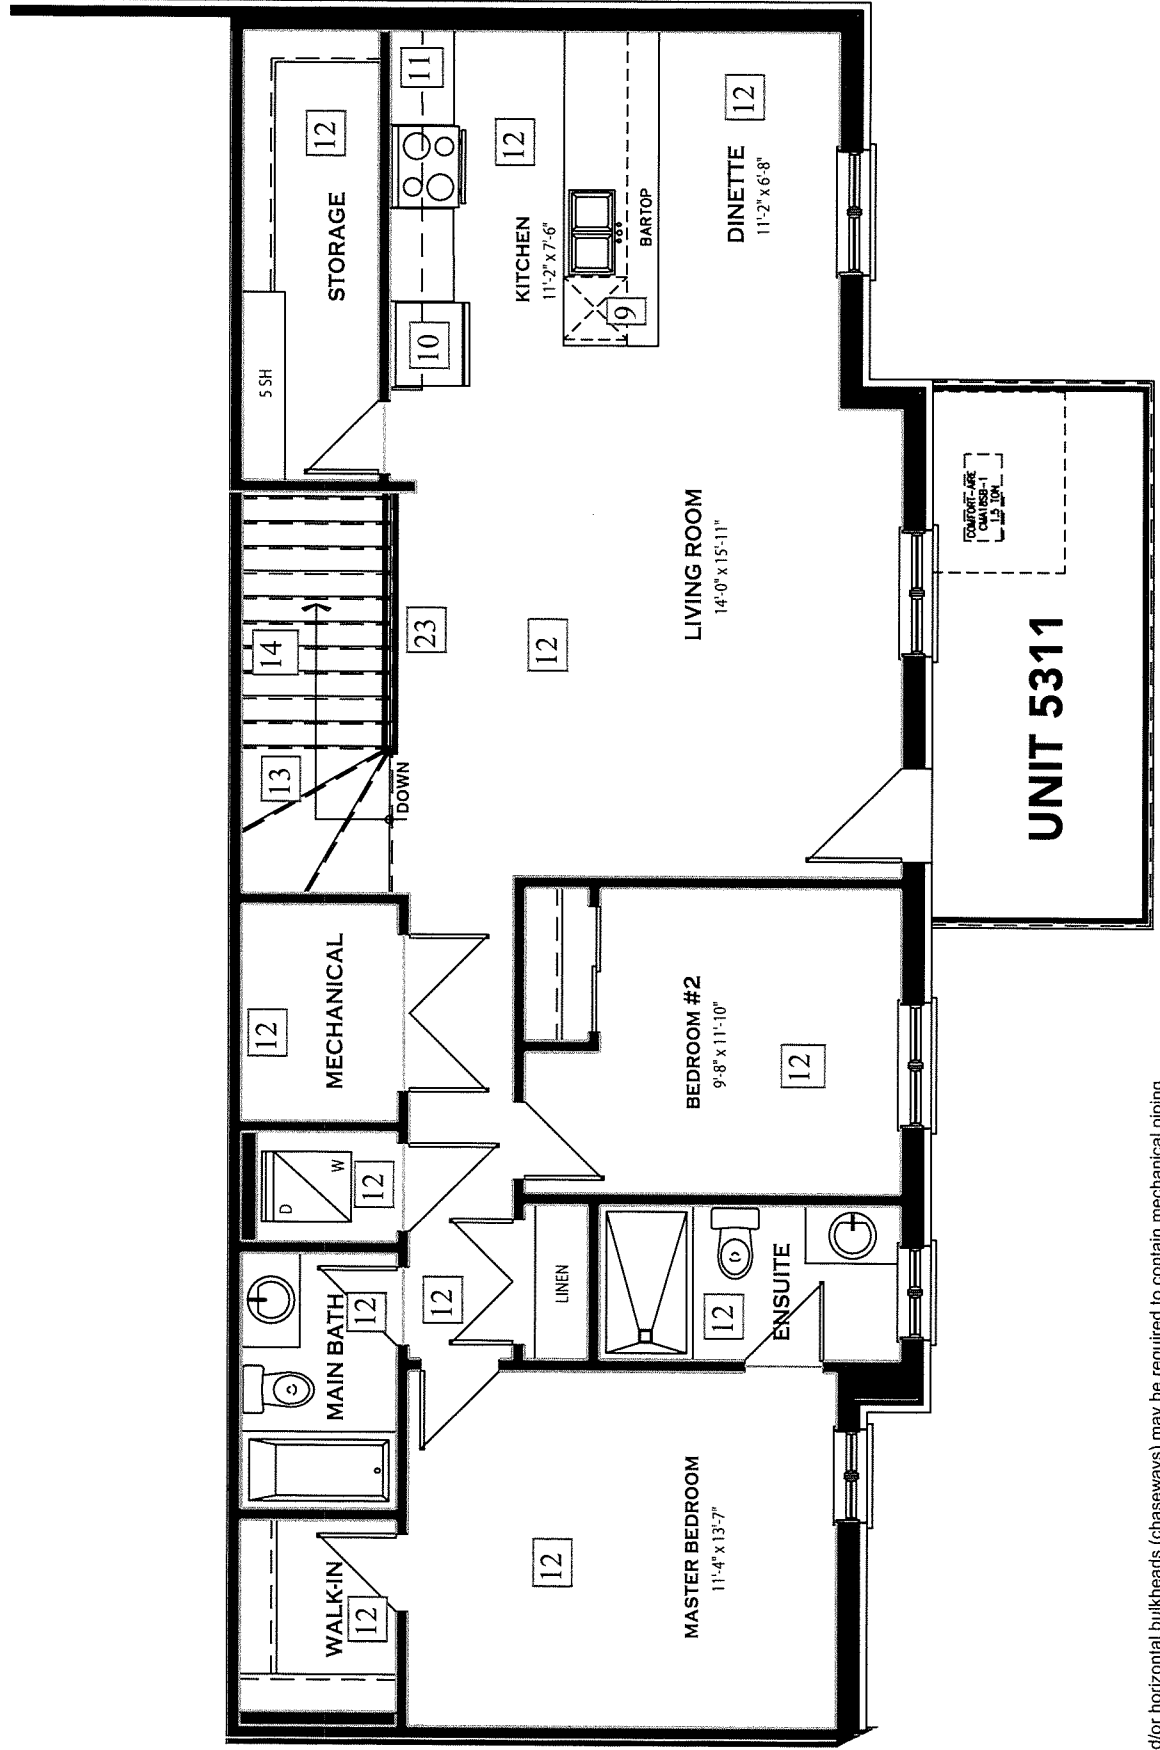 WALK-IN
12
MAIN BATH
12
D
W
12
MECHANICAL
12
13
14
DOWN
23
5 SH
STORAGE
12
10
11
KITCHEN
11'-2" x 7'-6"
12
9
BARTOP
DINETTE
11'-2" x 6'-8"
12
LIVING ROOM
14'-0" x 15'-11"
12
12
LINEN
BEDROOM #2
9'-8" x 11'-10"
12
ENSUITE
12
MASTER BEDROOM
11'-4" x 13'-7"
12
COMFORT-AIRE
1.5 TON
UNIT 5311
d/or horizontal bulkheads (chaseways) may be required to contain mechanical piping